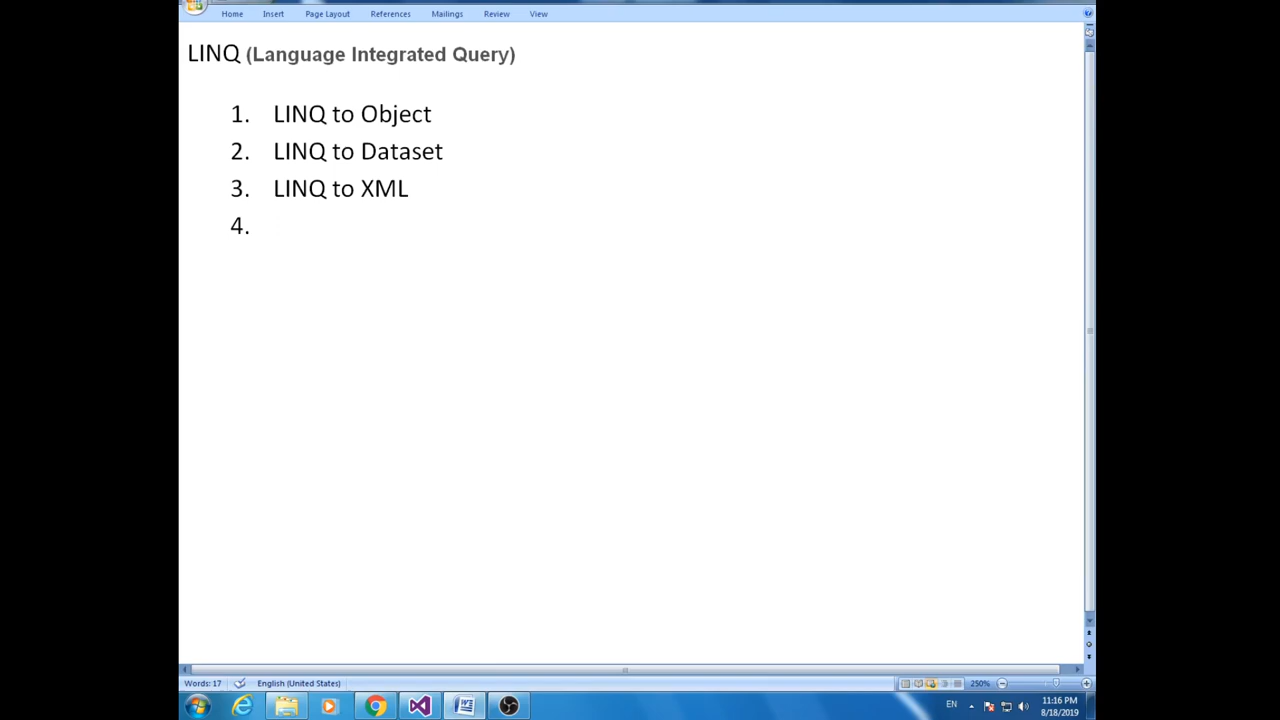 Home Insert Page Layout References Mailings Review View
LINQ (Language Integrated Query)
1. LINQ to Object
2. LINQ to Dataset
3. LINQ to XML
4.
Words: 17 English (United States) 250%
EN 11:16 PM
8/18/2019